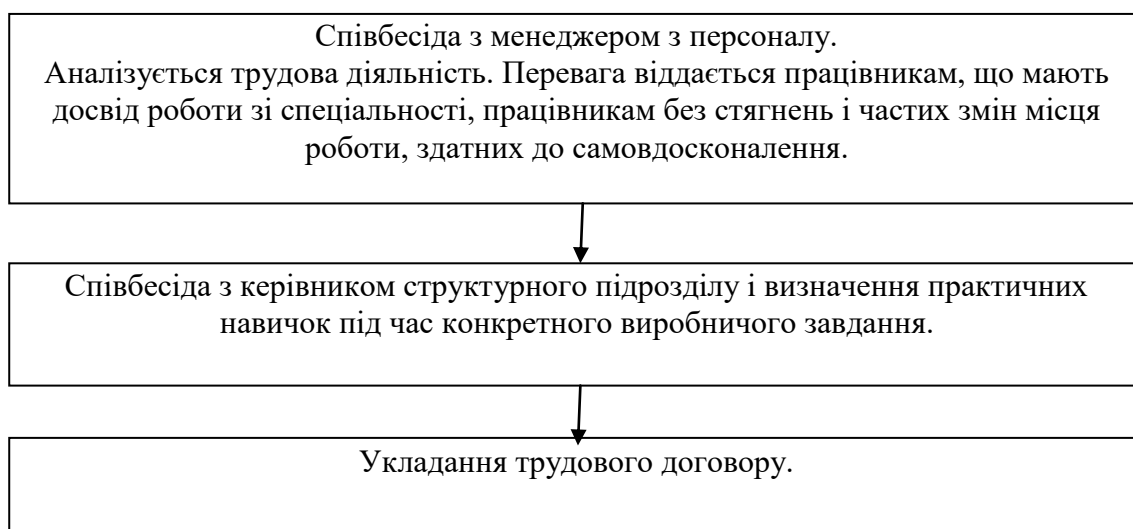 Співбесіда з менеджером з персоналу.
Аналізується трудова діяльність. Перевага віддається працівникам, що мають
досвід роботи зі спеціальності, працівникам без стягнень і частих змін місця
роботи, здатних до самовдосконалення.
Співбесіда з керівником структурного підрозділу і визначення практичних
навичок під час конкретного виробничого завдання.
Укладання трудового договору.